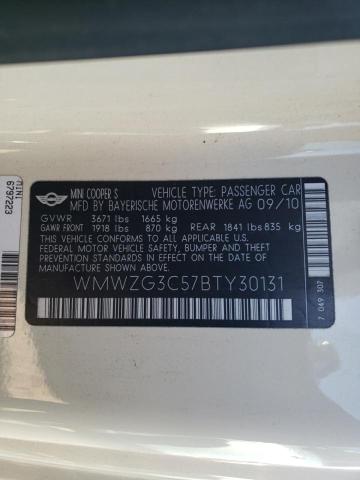 MINI
MINI COOPER S VEHICLE TYPE: PASSENGER CAR
MFD BY BAYERISCHE MOTORENWERKE AG 09/10
GVWR 3671 lbs 1665 kg
GAWR FRONT 1918 lbs 870 kg REAR 1841 lbs 835 kg
THIS VEHICLE CONFORMS TO ALL APPLICABLE U.S.
FEDERAL MOTOR VEHICLE SAFETY, BUMPER AND THEFT
PREVENTION STANDARDS IN EFFECT ON THE DATE OF
MANUFACTURE SHOWN ABOVE.
WMWZG3C57BTY30131
7 049 307
MINI
6797223